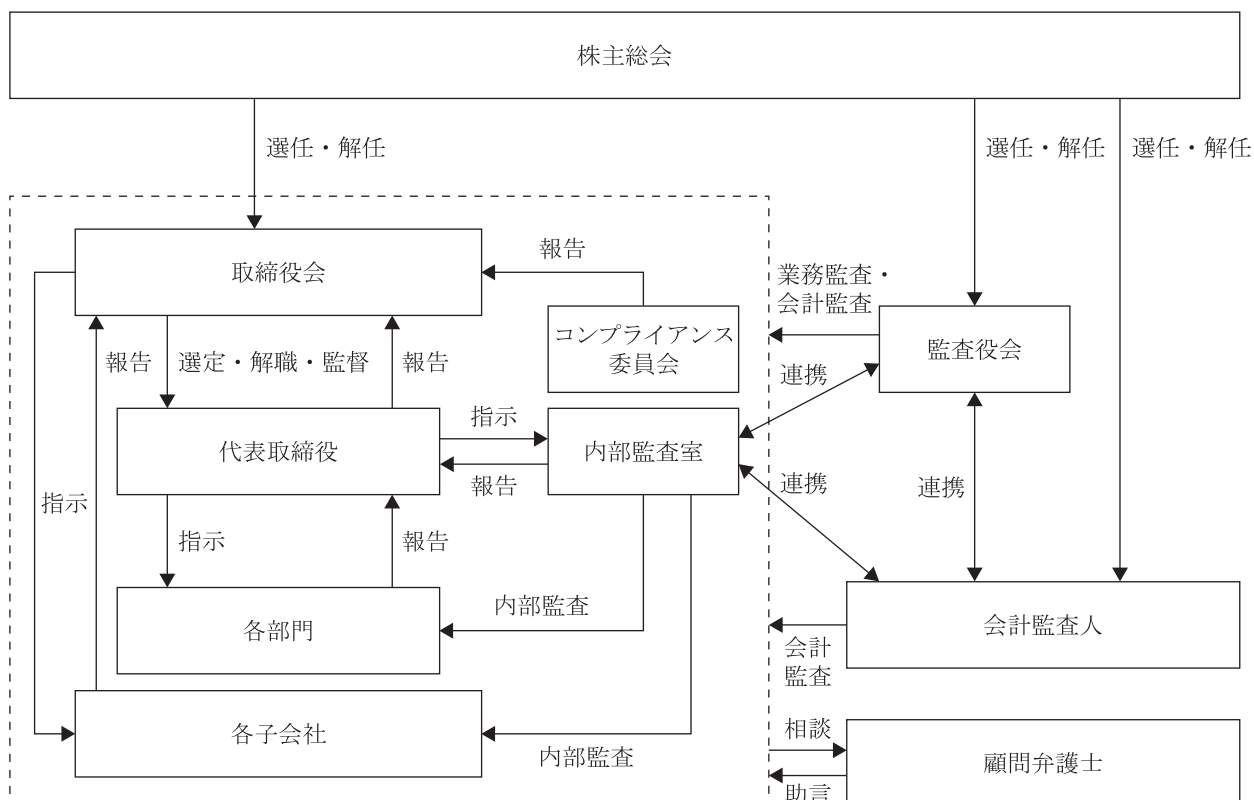 株主総会
選任・解任
選任・解任
選任・解任
取締役会
報告
業務監査・
会計監査
コンプライアンス
委員会
監査役会
報告
選定・解職・監督
報告
連携
指示
代表取締役
内部監査室
報告
連携
連携
指示
指示
報告
内部監査
各部門
会計監査人
会計
監査
各子会社
内部監査
相談
顧問弁護士
助言